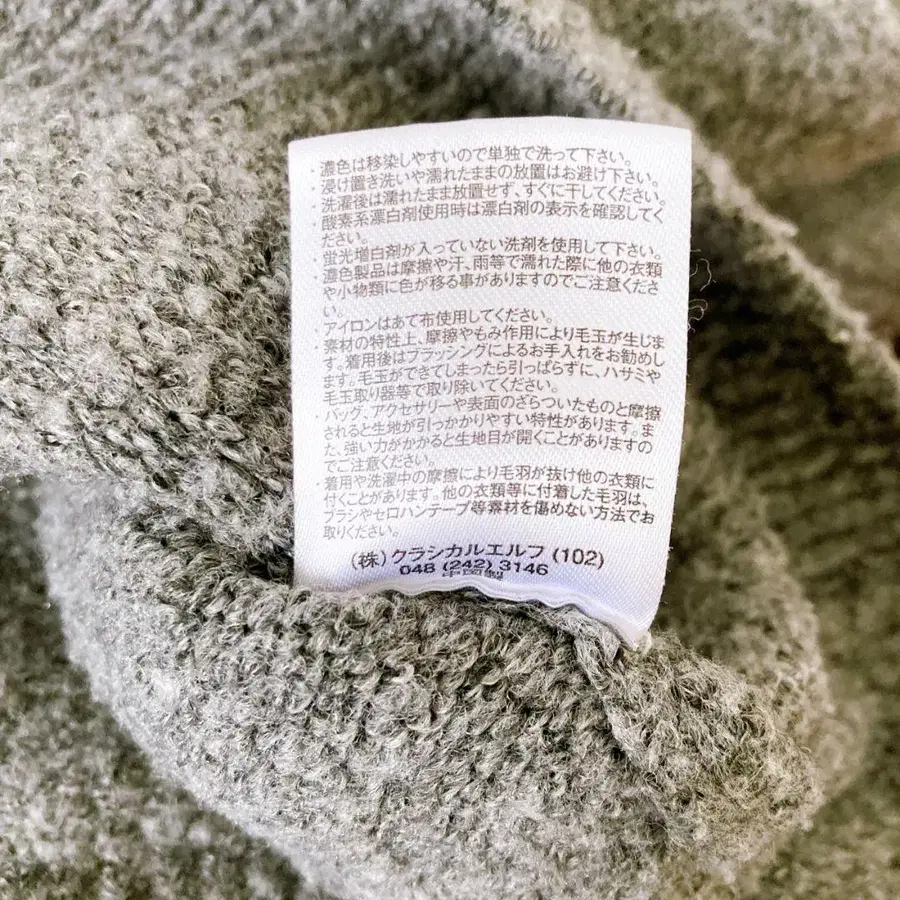 ・濃色は移染しやすいので単独で洗って下さい。
・浸け置き洗いや濡れたままの放置はお避け下さい。
・洗濯後は濡れたまま放置せず、すぐに干してください。
・酸素系漂白剤使用時は漂白剤の表示を確認してく
ださい。
・蛍光増白剤が入っていない洗剤を使用して下さい。
・濃色製品は摩擦や汗、雨等で濡れた際に他の衣類
や小物類に色が移る事がありますのでご注意くださ
い。
・アイロンはあて布使用してください。
・素材の特性上、摩擦やもみ作用により毛玉が生じま
す。着用後はブラッシングによるお手入れをお勧めし
ます。毛玉ができてしまったら引っぱらずに、ハサミや
毛玉取り器等で取り除いてください。
・バッグ、アクセサリーや表面のざらついたものと摩擦
されると生地が引っかかりやすい特性があります。ま
た、強い力がかかると生地目が開くことがありますの
でご注意ください。
・着用や洗濯中の摩擦により毛羽が抜け他の衣類に
付くことがあります。他の衣類等に付着した毛羽は、
ブラシやセロハンテープ等素材を傷めない方法でお
取りください。
(株)クラシカルエルフ(102)
048 (242) 3146
中国製